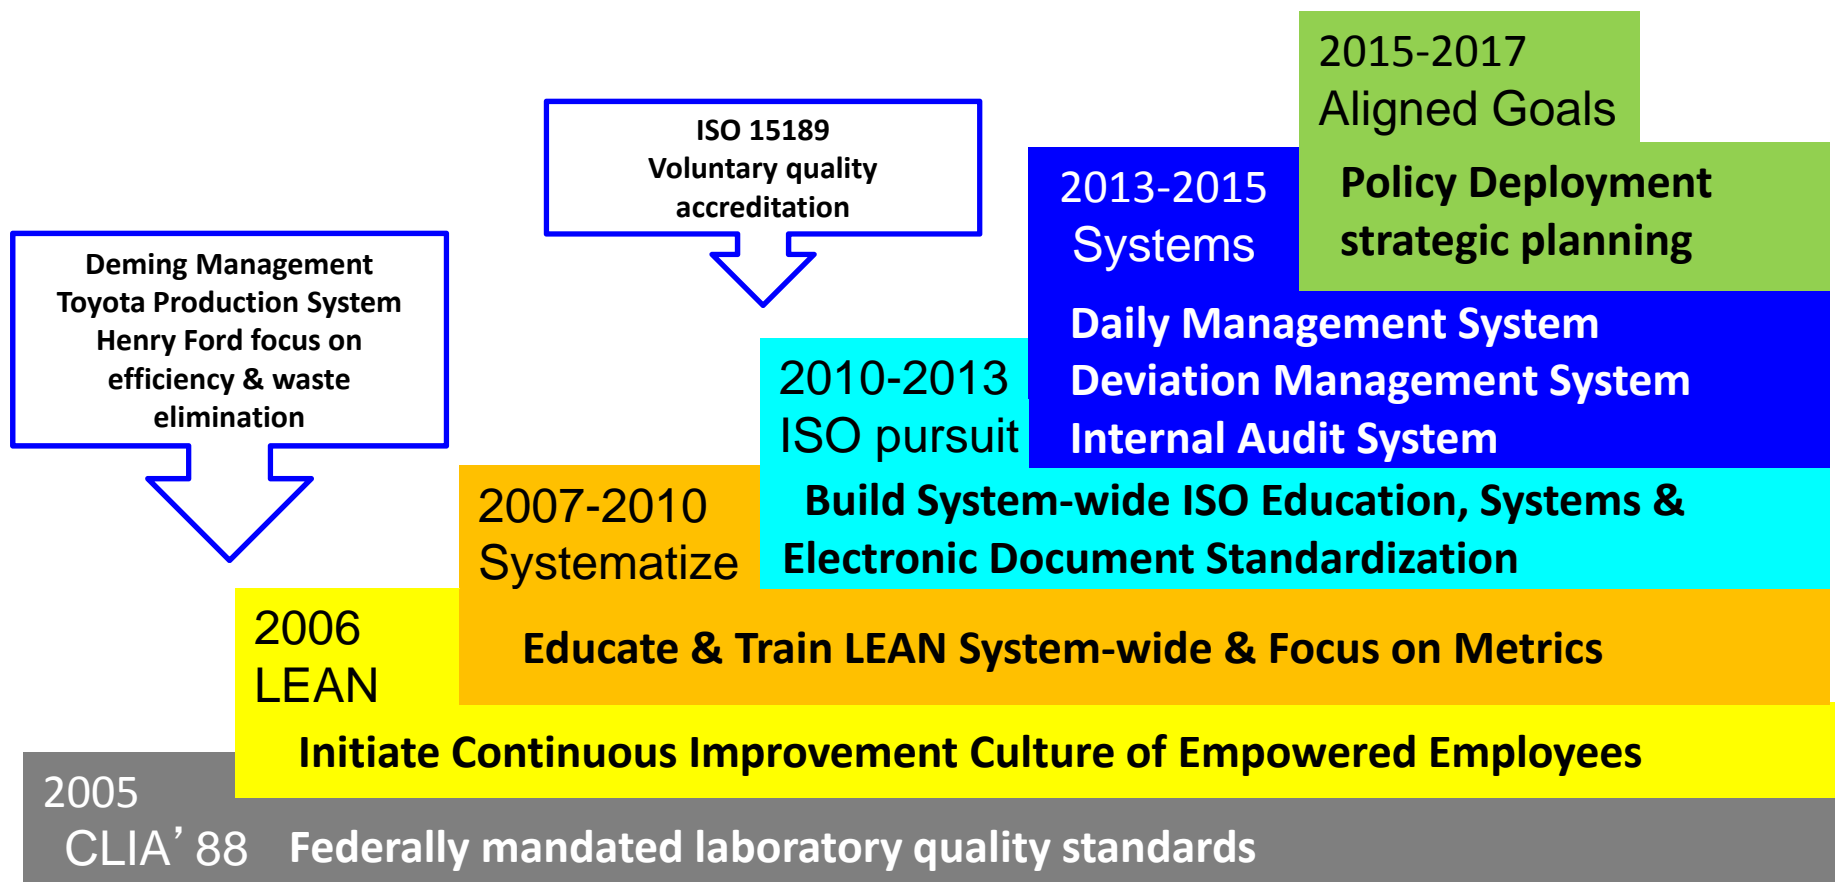 2015-2017
Aligned Goals
Policy Deployment
strategic planning
ISO 15189
Voluntary quality
accreditation
2013-2015
Systems
Daily Management System
Deviation Management System
Internal Audit System
Deming Management
Toyota Production System
Henry Ford focus on
efficiency & waste
elimination
2010-2013
ISO pursuit
Build System-wide ISO Education, Systems &
Electronic Document Standardization
2007-2010
Systematize
Educate & Train LEAN System-wide & Focus on Metrics
2006
LEAN
Initiate Continuous Improvement Culture of Empowered Employees
2005
CLIA’ 88
Federally mandated laboratory quality standards